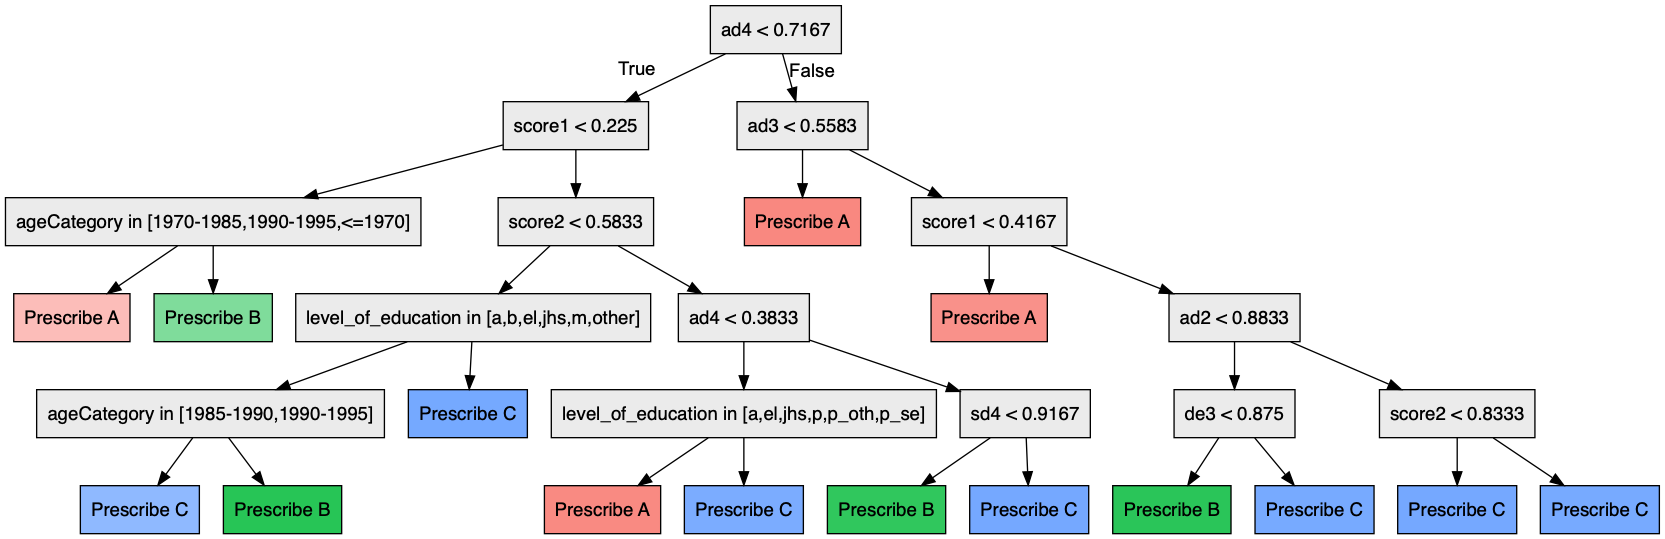 ad4 < 0.7167
True
False
score1 < 0.225
ad3 < 0.5583
ageCategory in [1970-1985,1990-1995,<=1970]
score2 < 0.5833
Prescribe A
score1 < 0.4167
Prescribe A
Prescribe B
level_of_education in [a,b,el,jhs,m,other]
ad4 < 0.3833
Prescribe A
ad2 < 0.8833
ageCategory in [1985-1990,1990-1995]
Prescribe C
level_of_education in [a,el,jhs,p,p_oth,p_se]
sd4 < 0.9167
de3 < 0.875
score2 < 0.8333
Prescribe C
Prescribe B
Prescribe A
Prescribe C
Prescribe B
Prescribe C
Prescribe B
Prescribe C
Prescribe C
Prescribe C